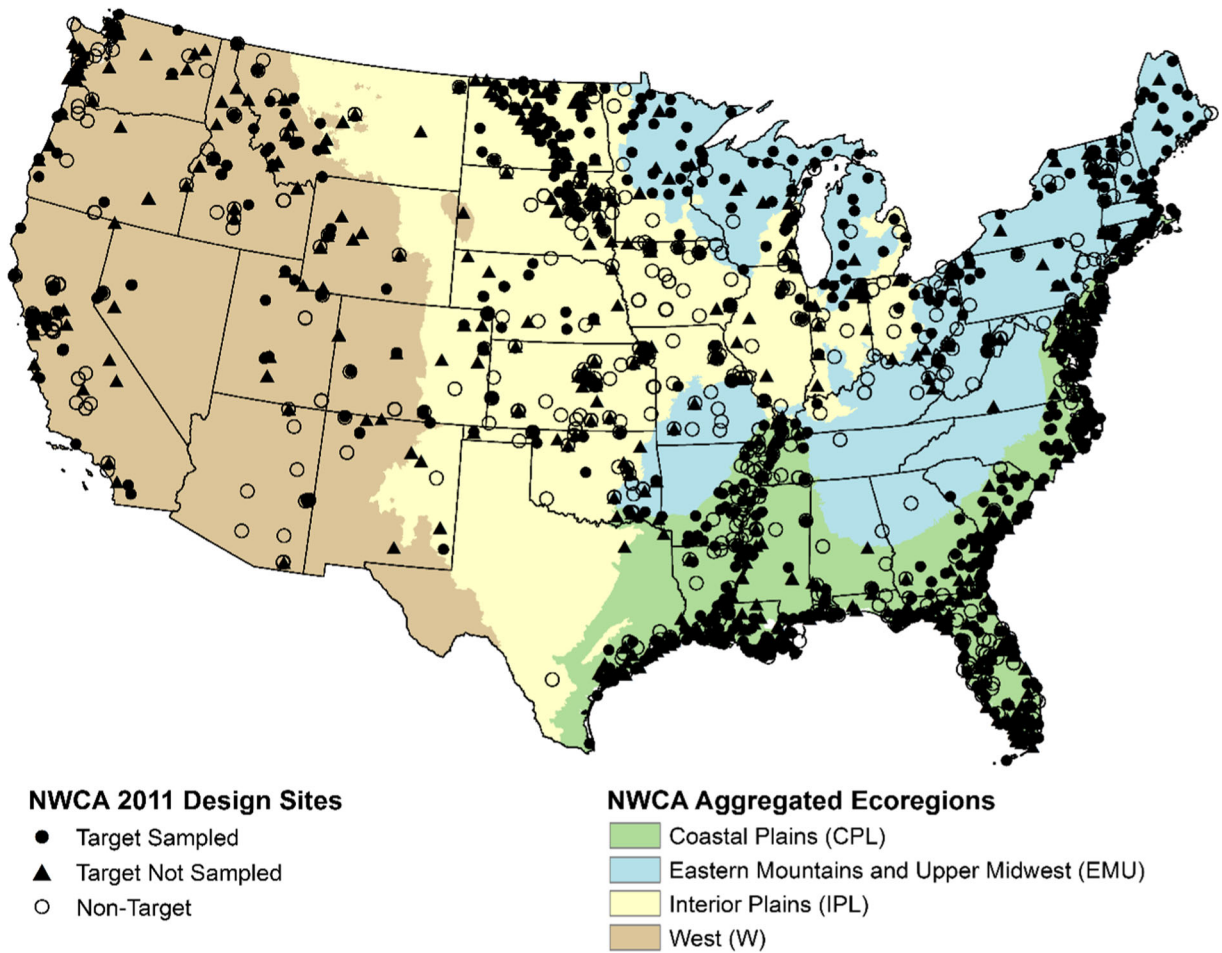 NWCA 2011 Design Sites
Target Sampled
Target Not Sampled
Non-Target
NWCA Aggregated Ecoregions
Coastal Plains (CPL)
Eastern Mountains and Upper Midwest (EMU)
Interior Plains (IPL)
West (W)